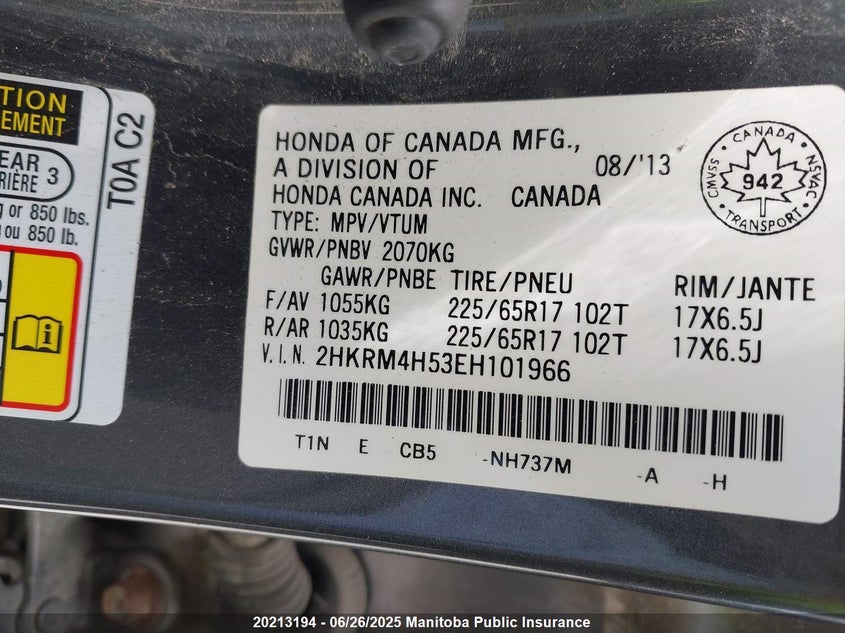 TION
EMENT
EAR 3
RIÈRE
g or 850 lbs.
ou 850 lb.
T0A C2
HONDA OF CANADA MFG.,
A DIVISION OF 08/'13
HONDA CANADA INC. CANADA
TYPE: MPV/VTUM
GVWR/PNBV 2070KG
GAWR/PNBE TIRE/PNEU RIM/JANTE
F/AV 1055KG 225/65R17 102T 17X6.5J
R/AR 1035KG 225/65R17 102T 17X6.5J
V.I.N. 2HKRM4H53EH101966
T1N E CB5 -NH737M -A -H
CANADA
CMVSS 942 NSVAC
TRANSPORT
20213194 - 06/26/2025 Manitoba Public Insurance